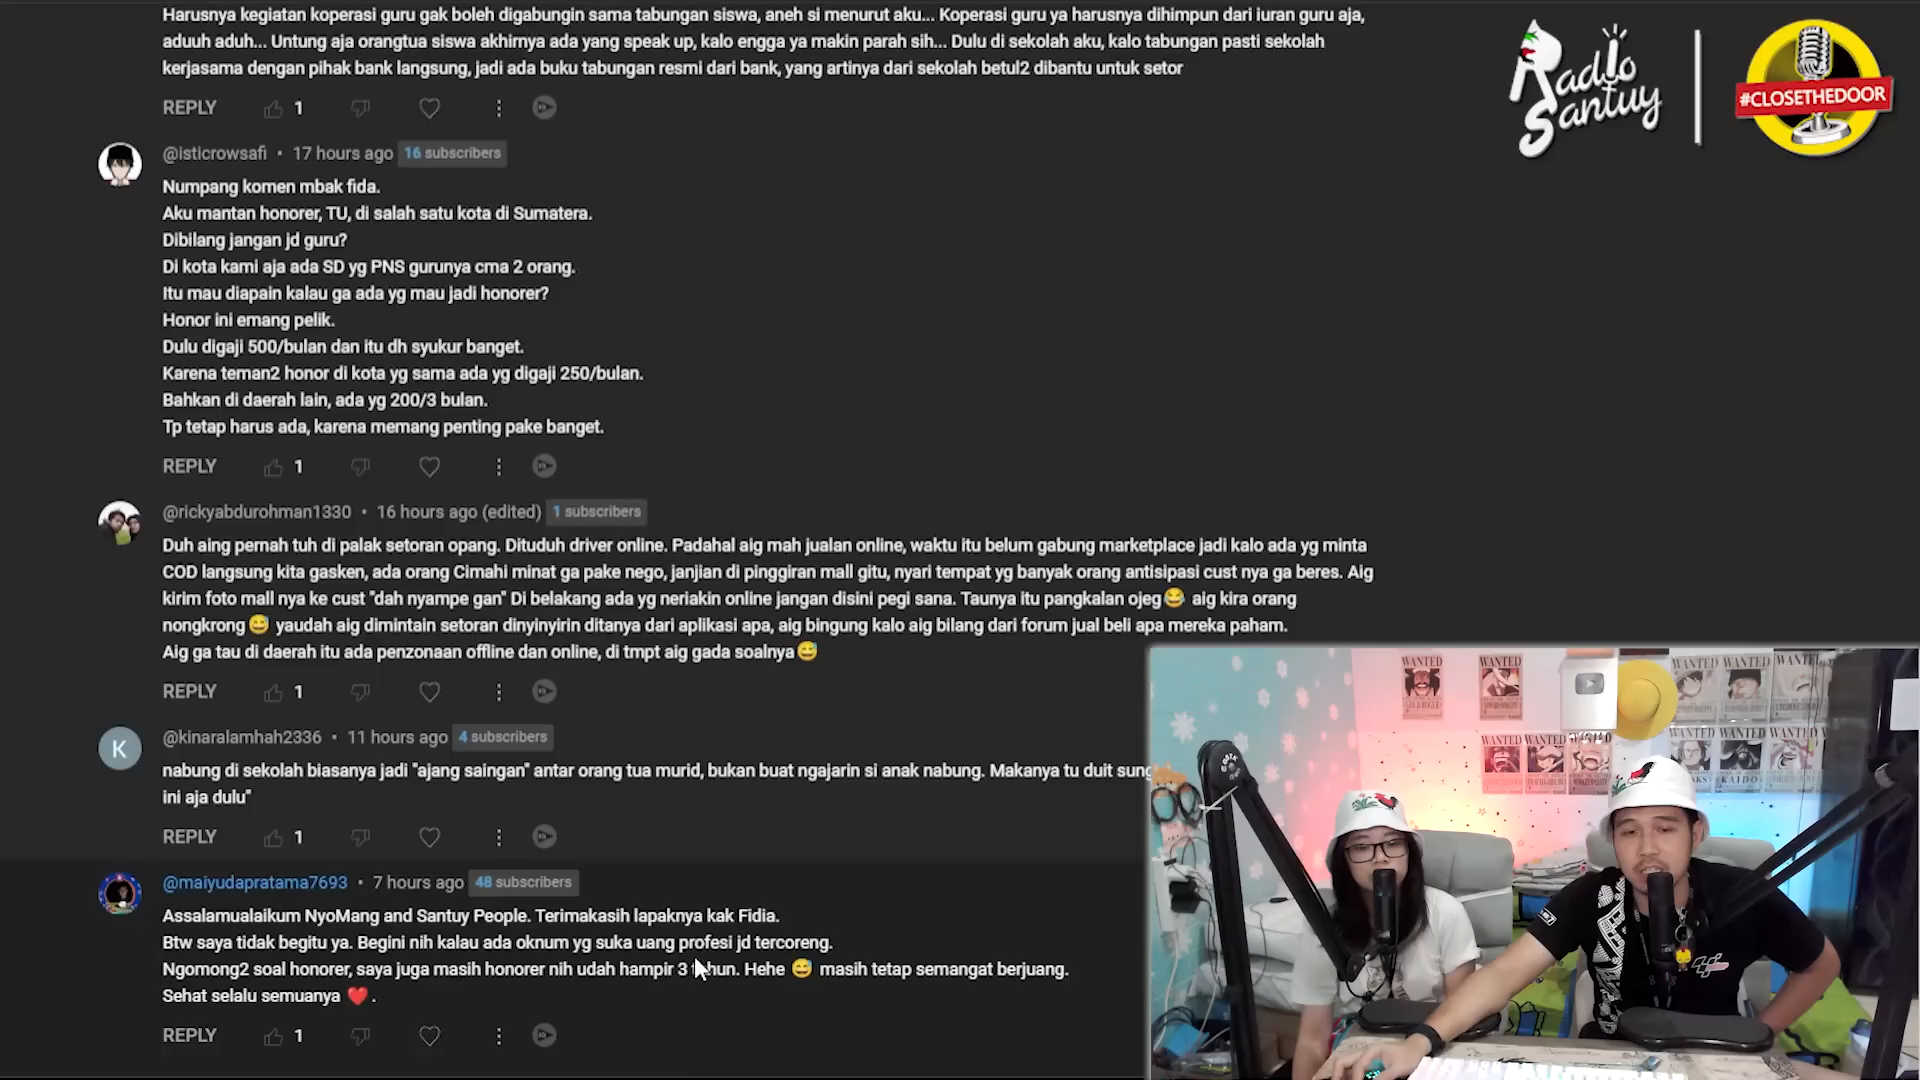 Harusnya kegiatan koperasi guru gak boleh digabungin sama tabungan siswa, aneh si menurut aku... Koperasi guru ya harusnya dihimpun dari iuran guru aja,
aduuh aduh... Untung aja orangtua siswa akhirnya ada yang speak up, kalo engga ya makin parah sih... Dulu di sekolah aku, kalo tabungan pasti sekolah
kerjasama dengan pihak bank langsung, jadi ada buku tabungan resmi dari bank, yang artinya dari sekolah betul2 dibantu untuk setor
REPLY 1
Radio
Santuy
#CLOSETHEDOOR
@isticrowsafi • 17 hours ago 16 subscribers
Numpang komen mbak fida.
Aku mantan honorer, TU, di salah satu kota di Sumatera.
Dibilang jangan jd guru?
Di kota kami aja ada SD yg PNS gurunya cma 2 orang.
Itu mau diapain kalau ga ada yg mau jadi honorer?
Honor ini emang pelik.
Dulu digaji 500/bulan dan itu dh syukur banget.
Karena teman2 honor di kota yg sama ada yg digaji 250/bulan.
Bahkan di daerah lain, ada yg 200/3 bulan.
Tp tetap harus ada, karena memang penting pake banget.
REPLY 1
@rickyabdurohman1330 • 16 hours ago (edited) 1 subscribers
Duh aing pernah tuh di palak setoran opang. Dituduh driver online. Padahal aig mah jualan online, waktu itu belum gabung marketplace jadi kalo ada yg minta
COD langsung kita gasken, ada orang Cimahi minat ga pake nego, janjian di pinggiran mall gitu, nyari tempat yg banyak orang antisipasi cust nya ga beres. Aig
kirim foto mall nya ke cust "dah nyampe gan" Di belakang ada yg neriakin online jangan disini pegi sana. Taunya itu pangkalan ojeg😂 aig kira orang
nongkrong😅 yaudah aig dimintain setoran dinyinyirin ditanya dari aplikasi apa, aig bingung kalo aig bilang dari forum jual beli apa mereka paham.
Aig ga tau di daerah itu ada penzonaan offline dan online, di tmpt aig gada soalnya😅
REPLY 1
K
@kinaralamhah2336 • 11 hours ago 4 subscribers
nabung di sekolah biasanya jadi "ajang saingan" antar orang tua murid, bukan buat ngajarin si anak nabung. Makanya tu duit
ini aja dulu"
REPLY 1
@maiyudapratama7693 • 7 hours ago 48 subscribers
Assalamualaikum NyoMang and Santuy People. Terimakasih lapaknya kak Fidia.
Btw saya tidak begitu ya. Begini nih kalau ada oknum yg suka uang profesi jd tercoreng.
Ngomong2 soal honorer, saya juga masih honorer nih udah hampir 3 tahun. Hehe 😅 masih tetap semangat berjuang.
Sehat selalu semuanya ❤️ .
REPLY 1
WANTED
WANTED
WANTED
WANTED
WANTED
WANTED
WANTED
WANTED
WANTED
KAIDO